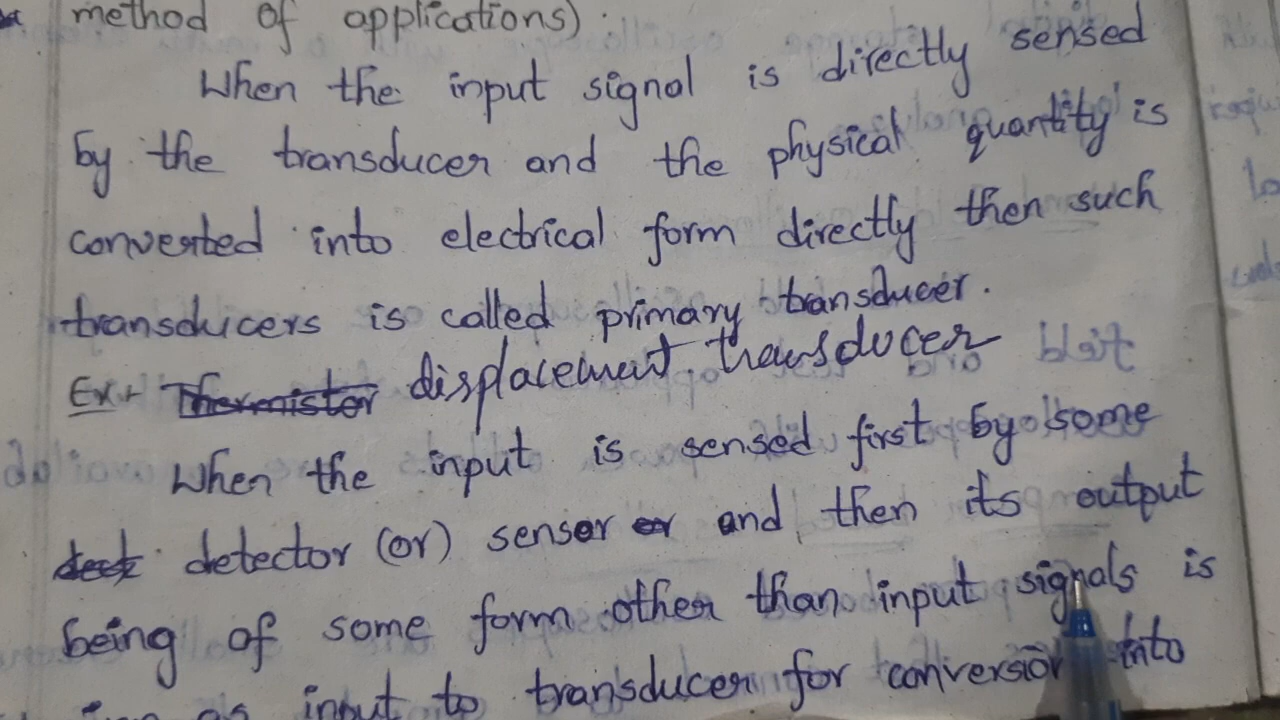 method of applications).
When the input signal is directly sensed
by the transducer and the physical quantity is
converted into electrical form directly then such
transducers is called primary transducer.
Ex:- Thermistor displacement transducer
When the input is sensed first by some
detector (or) sensor or and then its output
being of some form other than input signals is
as input to transducer for conversion into